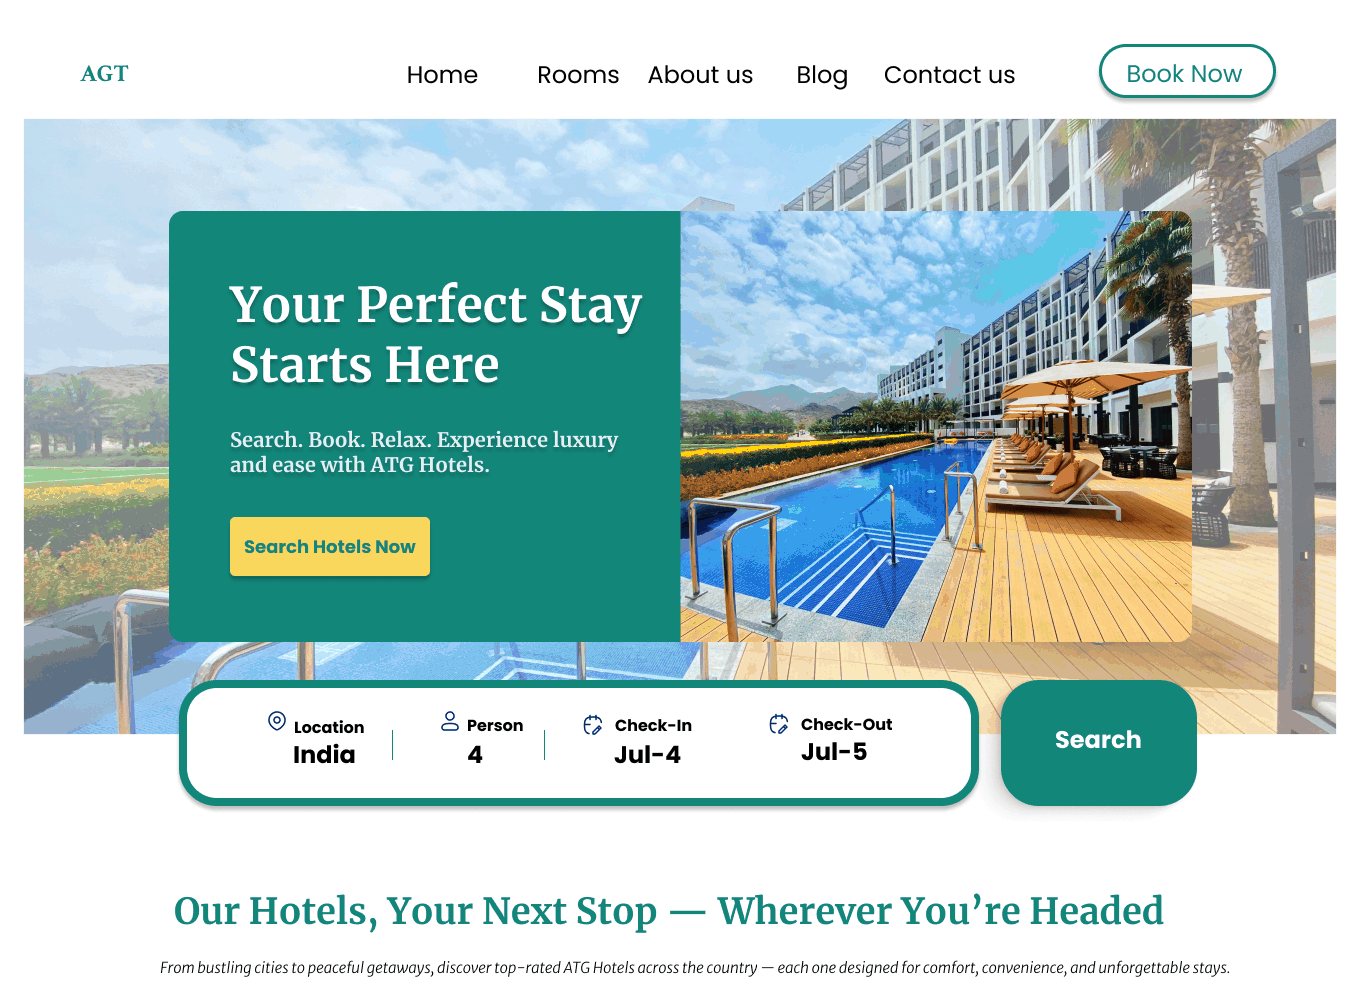 AGT
Home Rooms About us Blog Contact us
Book Now
Your Perfect Stay
Starts Here
Search. Book. Relax. Experience luxury
and ease with ATG Hotels.
Search Hotels Now
Location
India
Person
4
Check-In
Jul-4
Check-Out
Jul-5
Search
Our Hotels, Your Next Stop — Wherever You’re Headed
From bustling cities to peaceful getaways, discover top-rated ATG Hotels across the country — each one designed for comfort, convenience, and unforgettable stays.